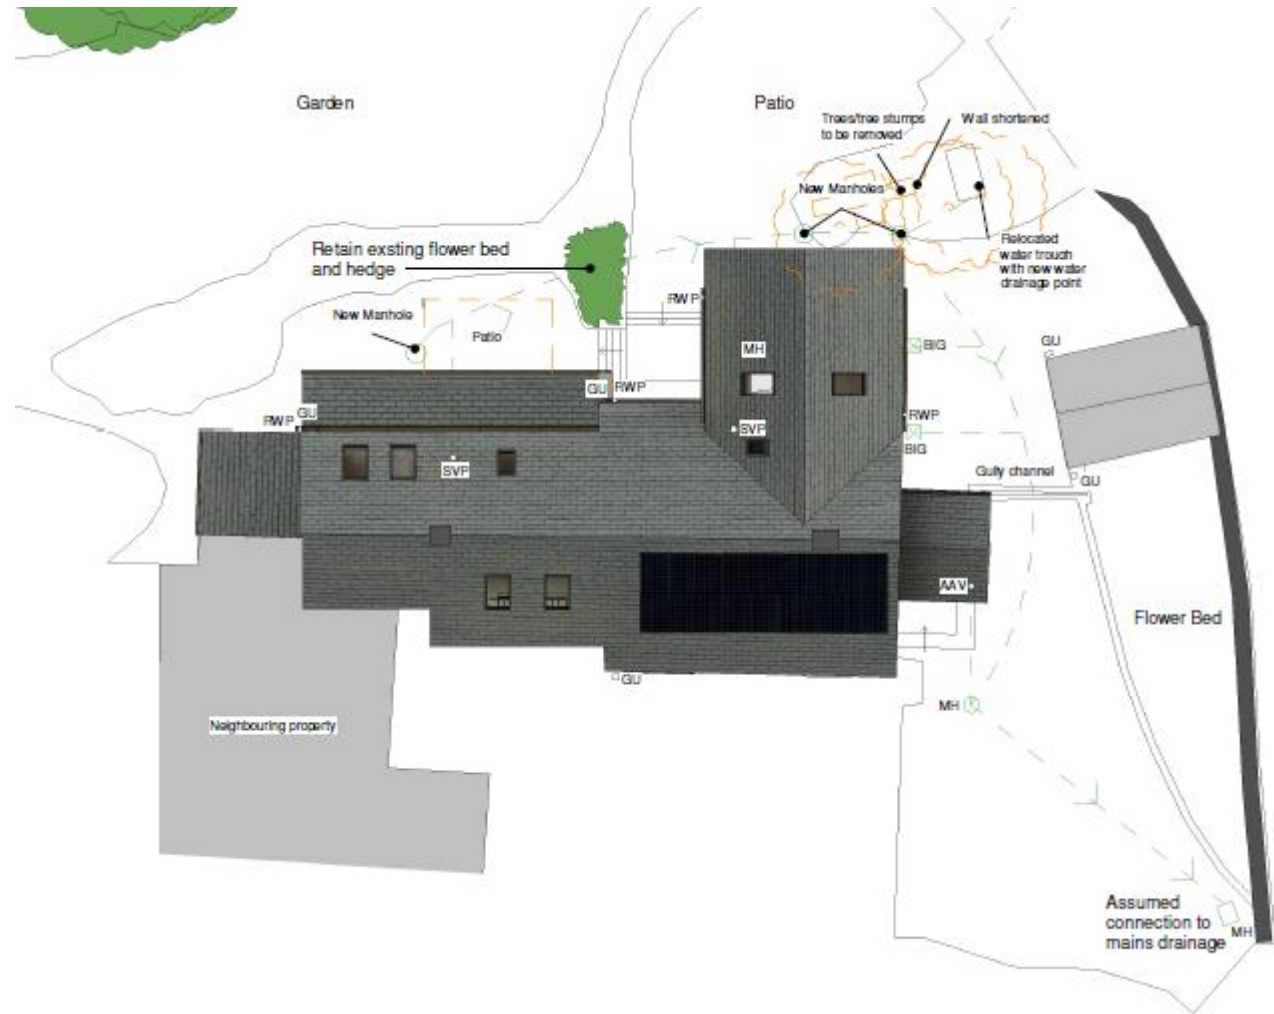 Garden
Patio
Trees/tree stumps
to be removed
Wall shortened
New Manholes
Retain existing flower bed
and hedge
Relocated
water trough
with new water
drainage point
RWP
New Manhole
Patio
MH
BIG
GU
GU
RWP
GU
RWP
RWP
SVP
BIG
SVP
Gully channel
GU
AAV
Flower Bed
GU
MH
Neighbouring property
Assumed
connection to
mains drainage
MH